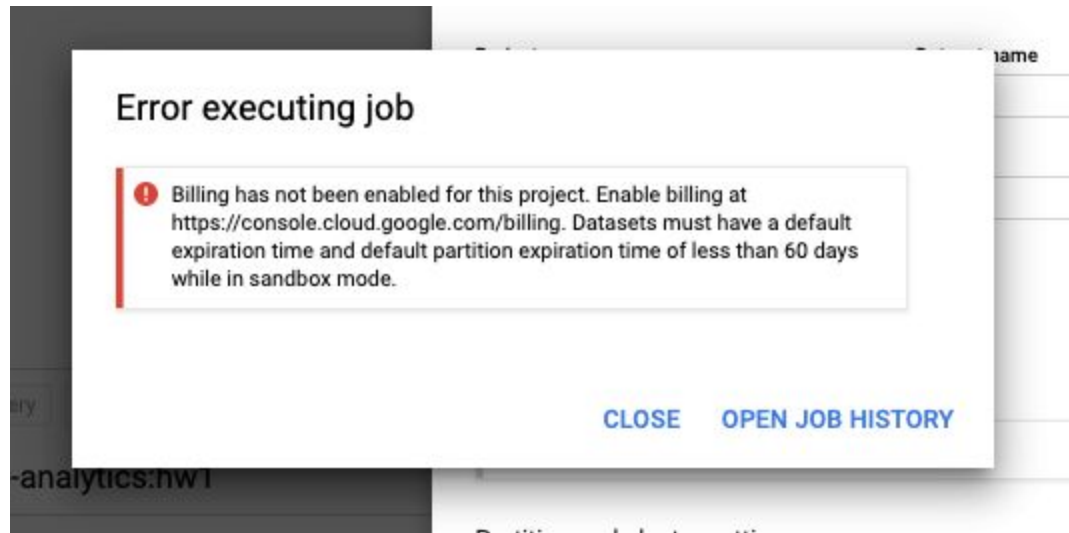 name
Error executing job
Billing has not been enabled for this project. Enable billing at
https://console.cloud.google.com/billing. Datasets must have a default
expiration time and default partition expiration time of less than 60 days
while in sandbox mode.
ery
CLOSE OPEN JOB HISTORY
-analytics:hw1